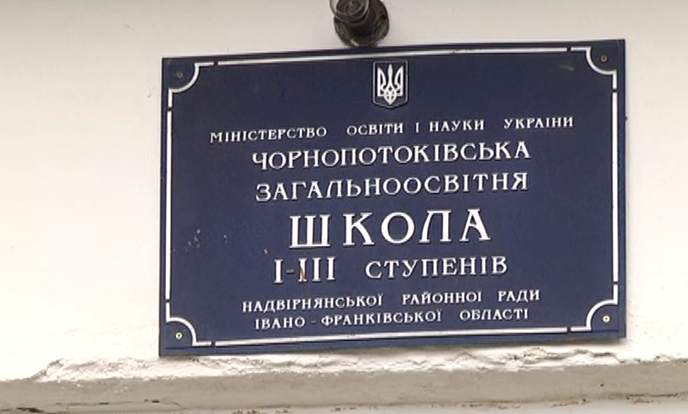 МІНІСТЕРСТВО ОСВІТИ І НАУКИ УКРАЇНИ
ЧОРНОПОТОКІВСЬКА
ЗАГАЛЬНООСВІТНЯ
ШКОЛА
І-ІІІ СТУПЕНІВ
НАДВІРНЯНСЬКОЇ РАЙОННОЇ РАДИ
ІВАНО-ФРАНКІВСЬКОЇ ОБЛАСТІ